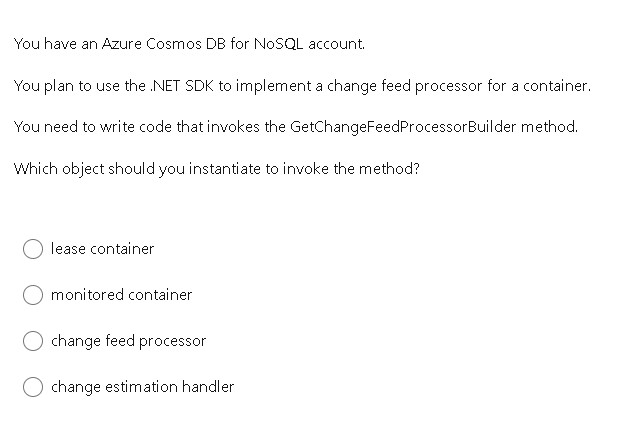 You have an Azure Cosmos DB for NoSQL account.
You plan to use the .NET SDK to implement a change feed processor for a container.
You need to write code that invokes the GetChangeFeedProcessorBuilder method.
Which object should you instantiate to invoke the method?
lease container
monitored container
change feed processor
change estimation handler